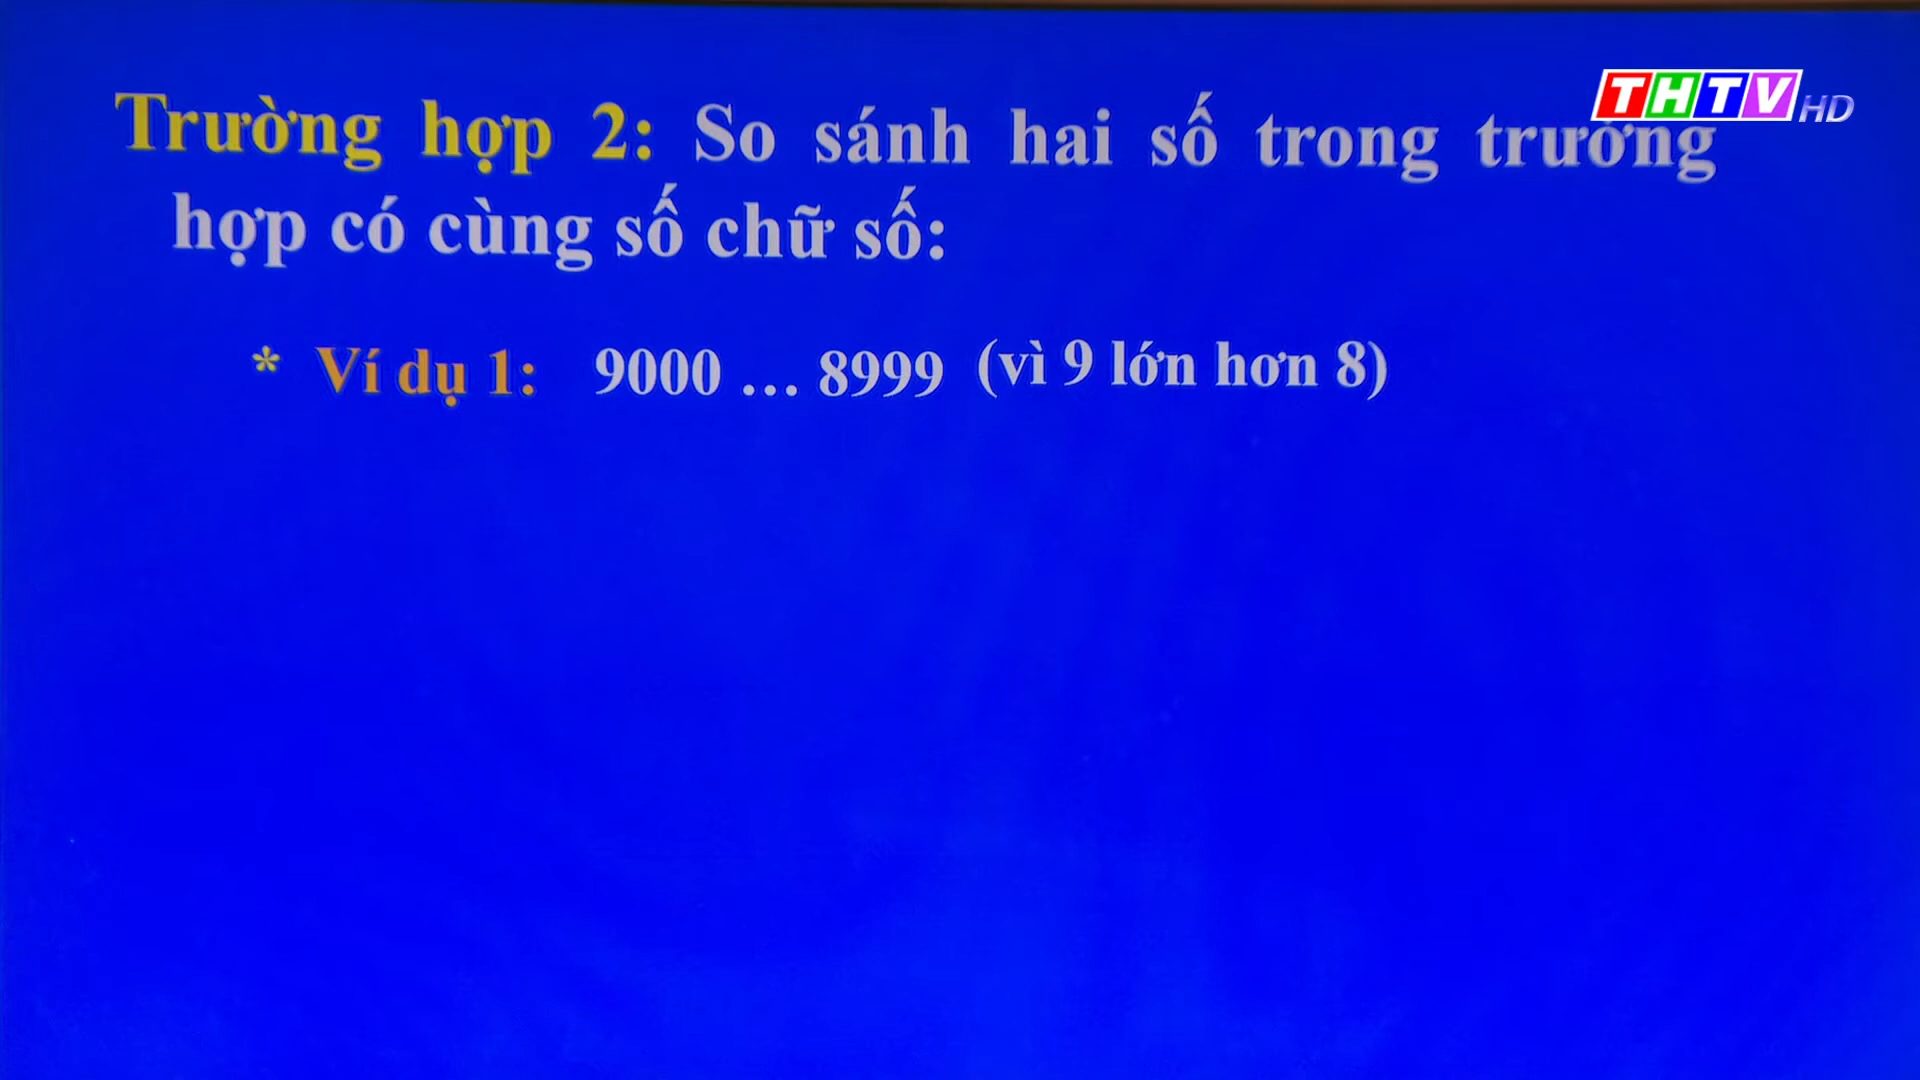 THTV HD
Trường hợp 2: So sánh hai số trong trường
hợp có cùng số chữ số:
* Ví dụ 1: 9000 ... 8999 (vì 9 lớn hơn 8)